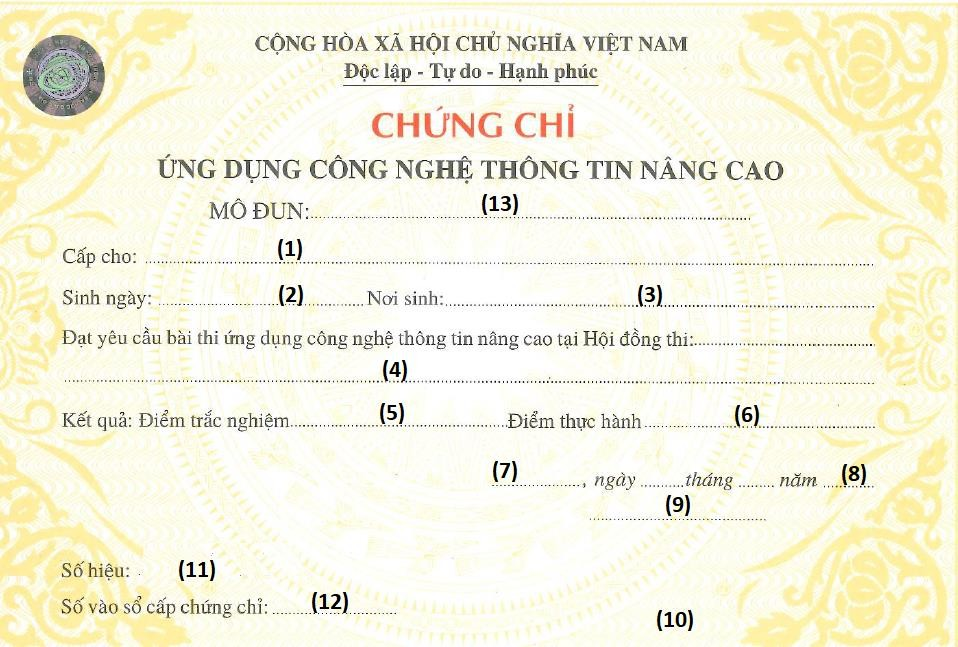 CỘNG HÒA XÃ HỘI CHỦ NGHĨA VIỆT NAM
Độc lập - Tự do - Hạnh phúc
CHỨNG CHỈ
ỨNG DỤNG CÔNG NGHỆ THÔNG TIN NÂNG CAO
MÔ ĐUN: (13)
Cấp cho: (1)
Sinh ngày: (2) Nơi sinh: (3)
Đạt yêu cầu bài thi ứng dụng công nghệ thông tin nâng cao tại Hội đồng thi:
(4)
Kết quả: Điểm trắc nghiệm (5) Điểm thực hành (6)
(7) , ngày tháng năm (8)
(9)
Số hiệu: (11)
Số vào sổ cấp chứng chỉ: (12)
(10)